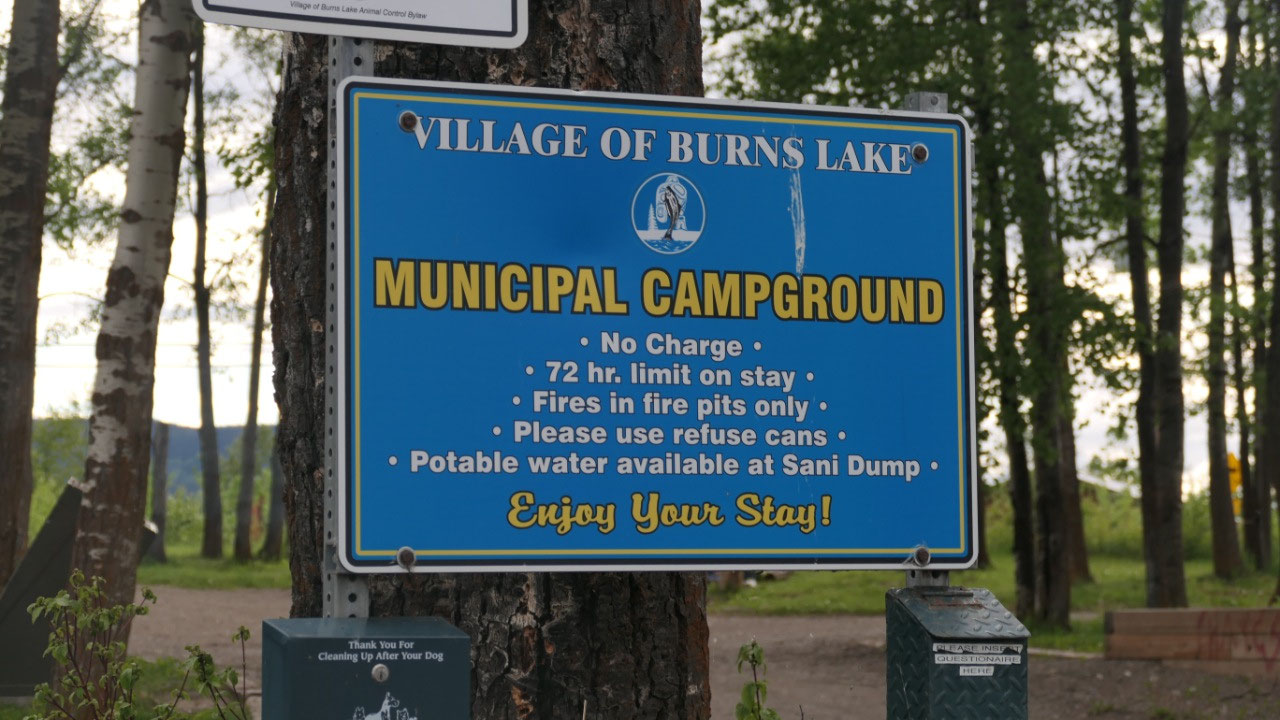 Village of Burns Lake Animal Control Bylaw
VILLAGE OF BURNS LAKE
MUNICIPAL CAMPGROUND
• No Charge •
• 72 hr. limit on stay •
• Fires in fire pits only •
• Please use refuse cans •
• Potable water available at Sani Dump •
Enjoy Your Stay!
Thank You For
Cleaning Up After Your Dog
PLEASE INSERT
QUESTIONNAIRE
HERE